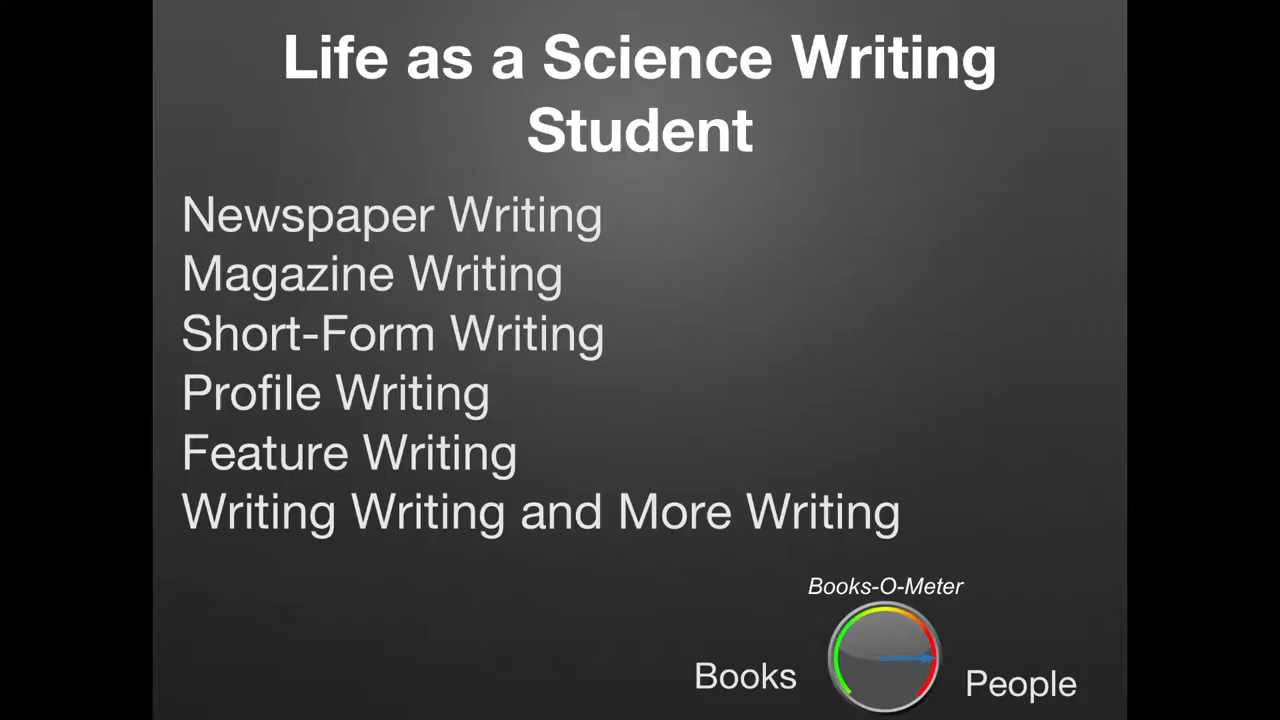 Life as a Science Writing
Student
Newspaper Writing
Magazine Writing
Short-Form Writing
Profile Writing
Feature Writing
Writing Writing and More Writing
Books-O-Meter
Books
People